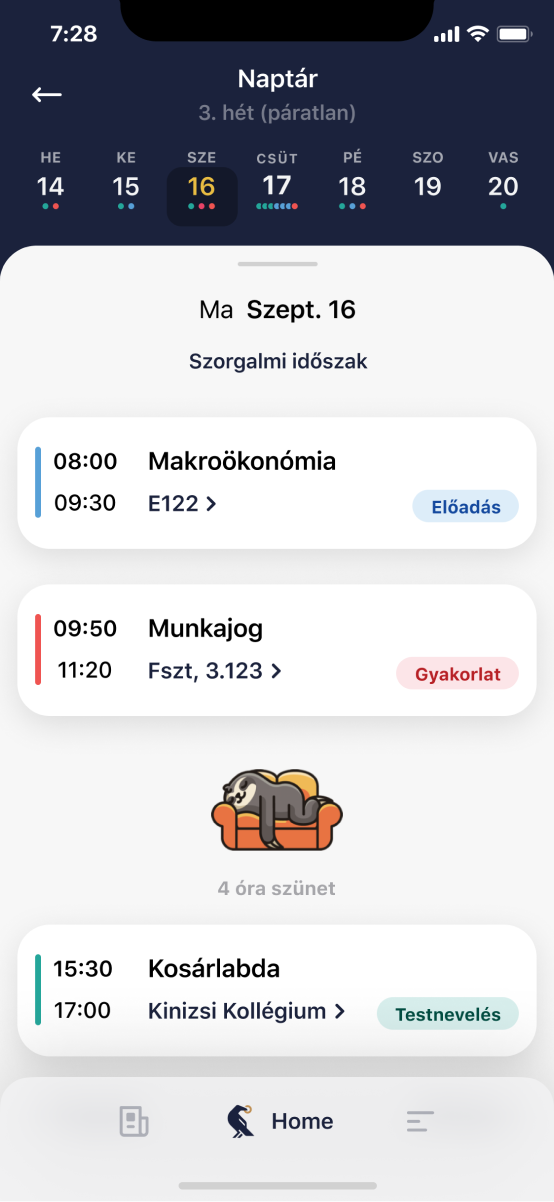 7:28
Naptár
3. hét (páratlan)
HE KE SZE CSÜT PÉ SZO VAS
14 15 16 17 18 19 20
Ma Szept. 16
Szorgalmi időszak
08:00 Makroökonómia
09:30 E122 >
Előadás
09:50 Munkajog
11:20 Fszt, 3.123 >
Gyakorlat
4 óra szünet
15:30 Kosárlabda
17:00 Kinizsi Kollégium >
Testnevelés
Home